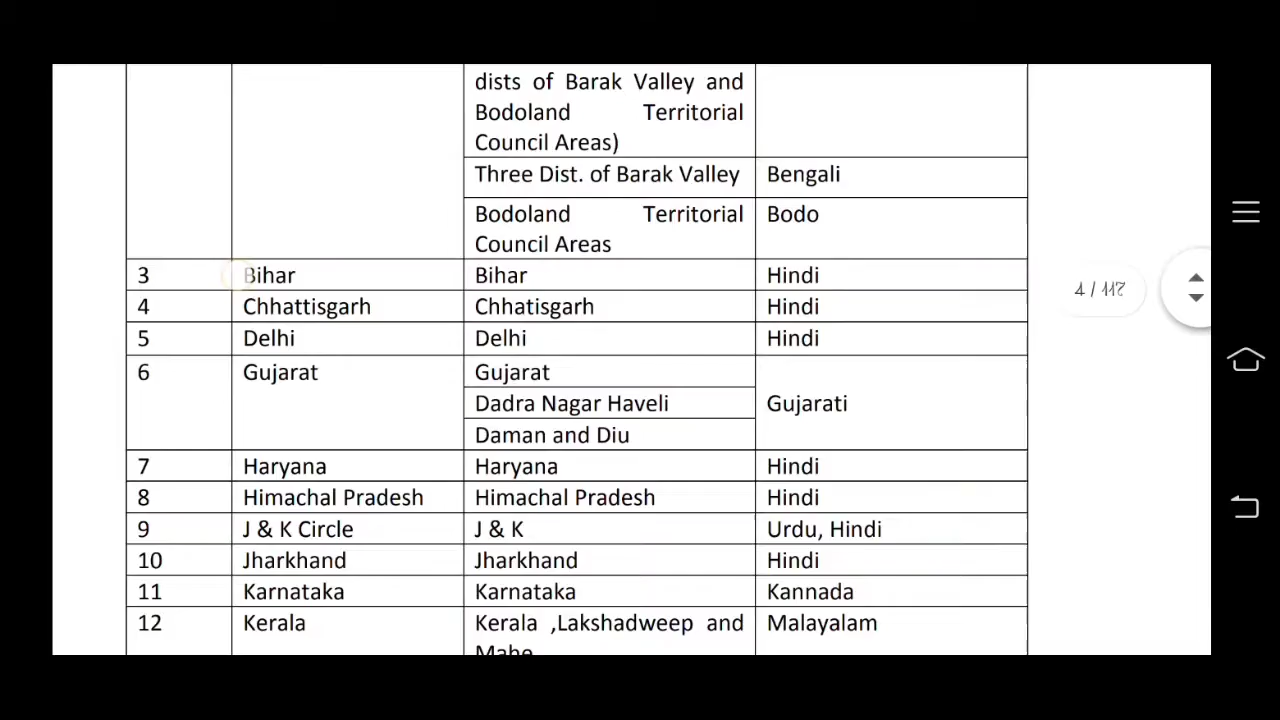 dists of Barak Valley and
Bodoland Territorial
Council Areas)
Three Dist. of Barak Valley Bengali
Bodoland Territorial Bodo
Council Areas
3 Bihar Bihar Hindi
4 Chhattisgarh Chhatisgarh Hindi
5 Delhi Delhi Hindi
6 Gujarat Gujarat
Dadra Nagar Haveli Gujarati
Daman and Diu
7 Haryana Haryana Hindi
8 Himachal Pradesh Himachal Pradesh Hindi
9 J & K Circle J & K Urdu, Hindi
10 Jharkhand Jharkhand Hindi
11 Karnataka Karnataka Kannada
12 Kerala Kerala ,Lakshadweep and Malayalam
Mahe
4 / 117